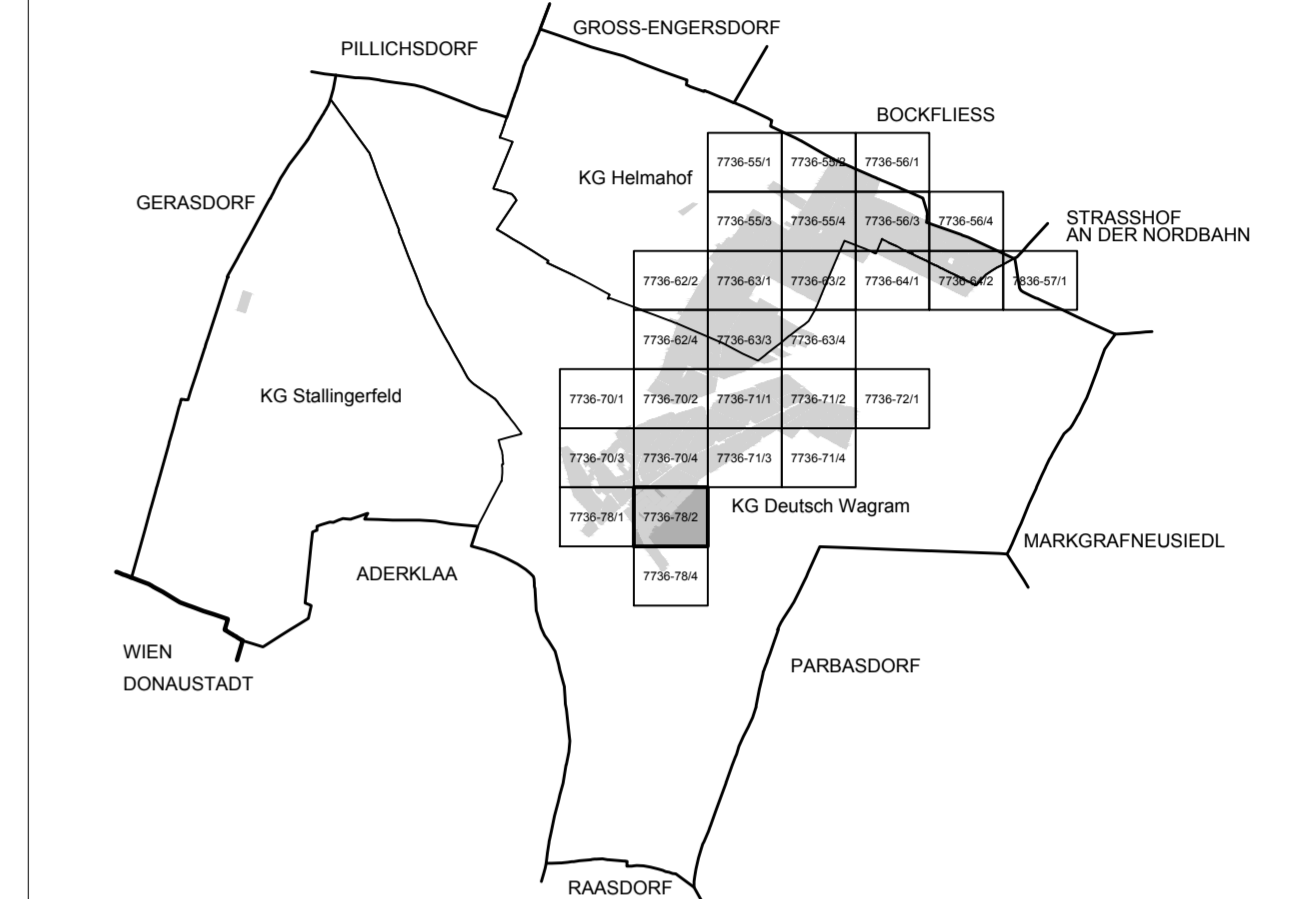 GROSS-ENGERSDORF
PILLICHSDORF
BOCKFLIESS
7736-55/1 7736-55/2 7736-56/1
KG Helmahof
GERASDORF
7736-55/3 7736-55/4 7736-56/3 7736-56/4
STRASSHOF
AN DER NORDBAHN
7736-62/2 7736-63/1 7736-63/2 7736-64/1 7736-64/2 7836-57/1
7736-62/4 7736-63/3 7736-63/4
KG Stallingerfeld
7736-70/1 7736-70/2 7736-71/1 7736-71/2 7736-72/1
7736-70/3 7736-70/4 7736-71/3 7736-71/4
KG Deutsch Wagram
7736-78/1 7736-78/2
MARKGRAFNEUSIEDL
ADERKLAA
7736-78/4
WIEN
DONAUSTADT
PARBASDORF
RAASDORF